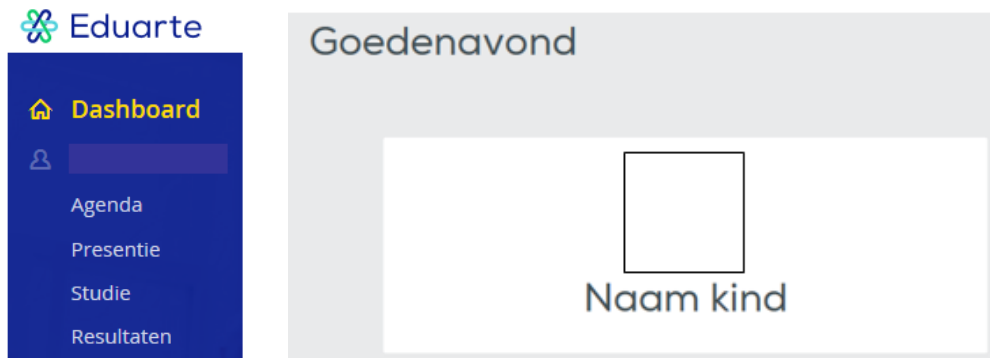 Eduarte
Dashboard
Agenda
Presentie
Studie
Resultaten
Goedenavond
Naam kind